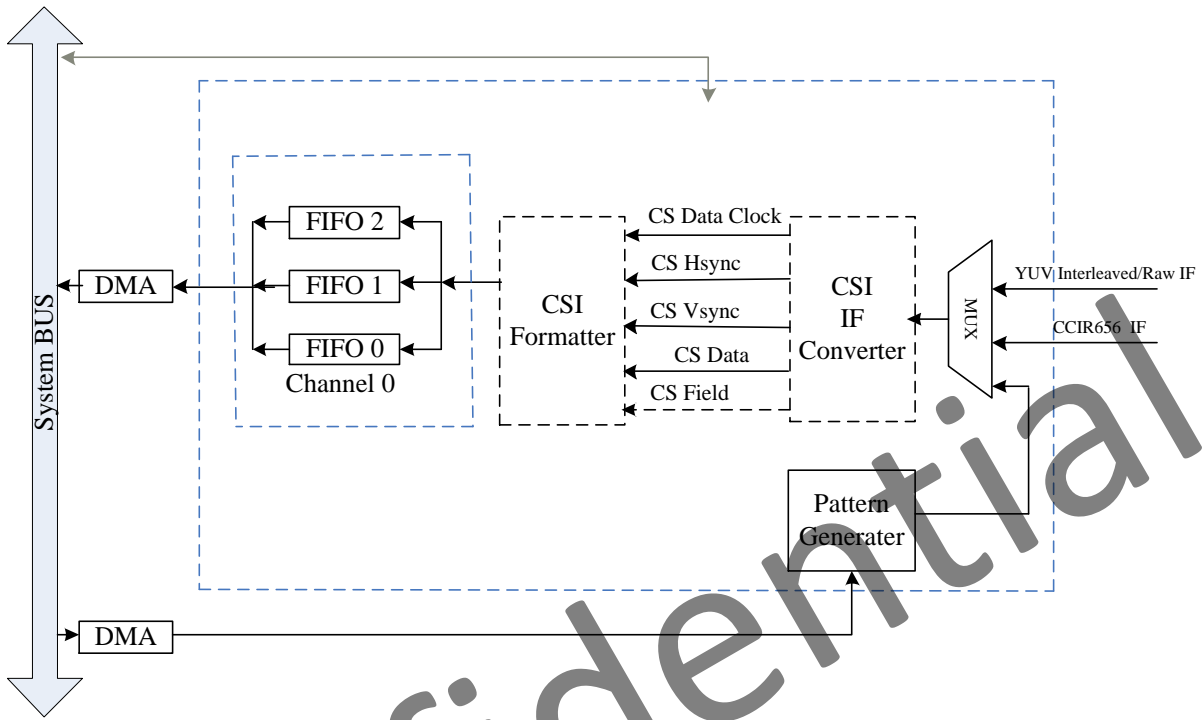 System BUS
DMA
FIFO 2
FIFO 1
FIFO 0
Channel 0
CSI
Formatter
CS Data Clock
CS Hsync
CS Vsync
CS Data
CS Field
CSI
IF
Converter
MUX
YUV Interleaved/Raw IF
CCIR656 IF
Pattern
Generater
DMA
fidential